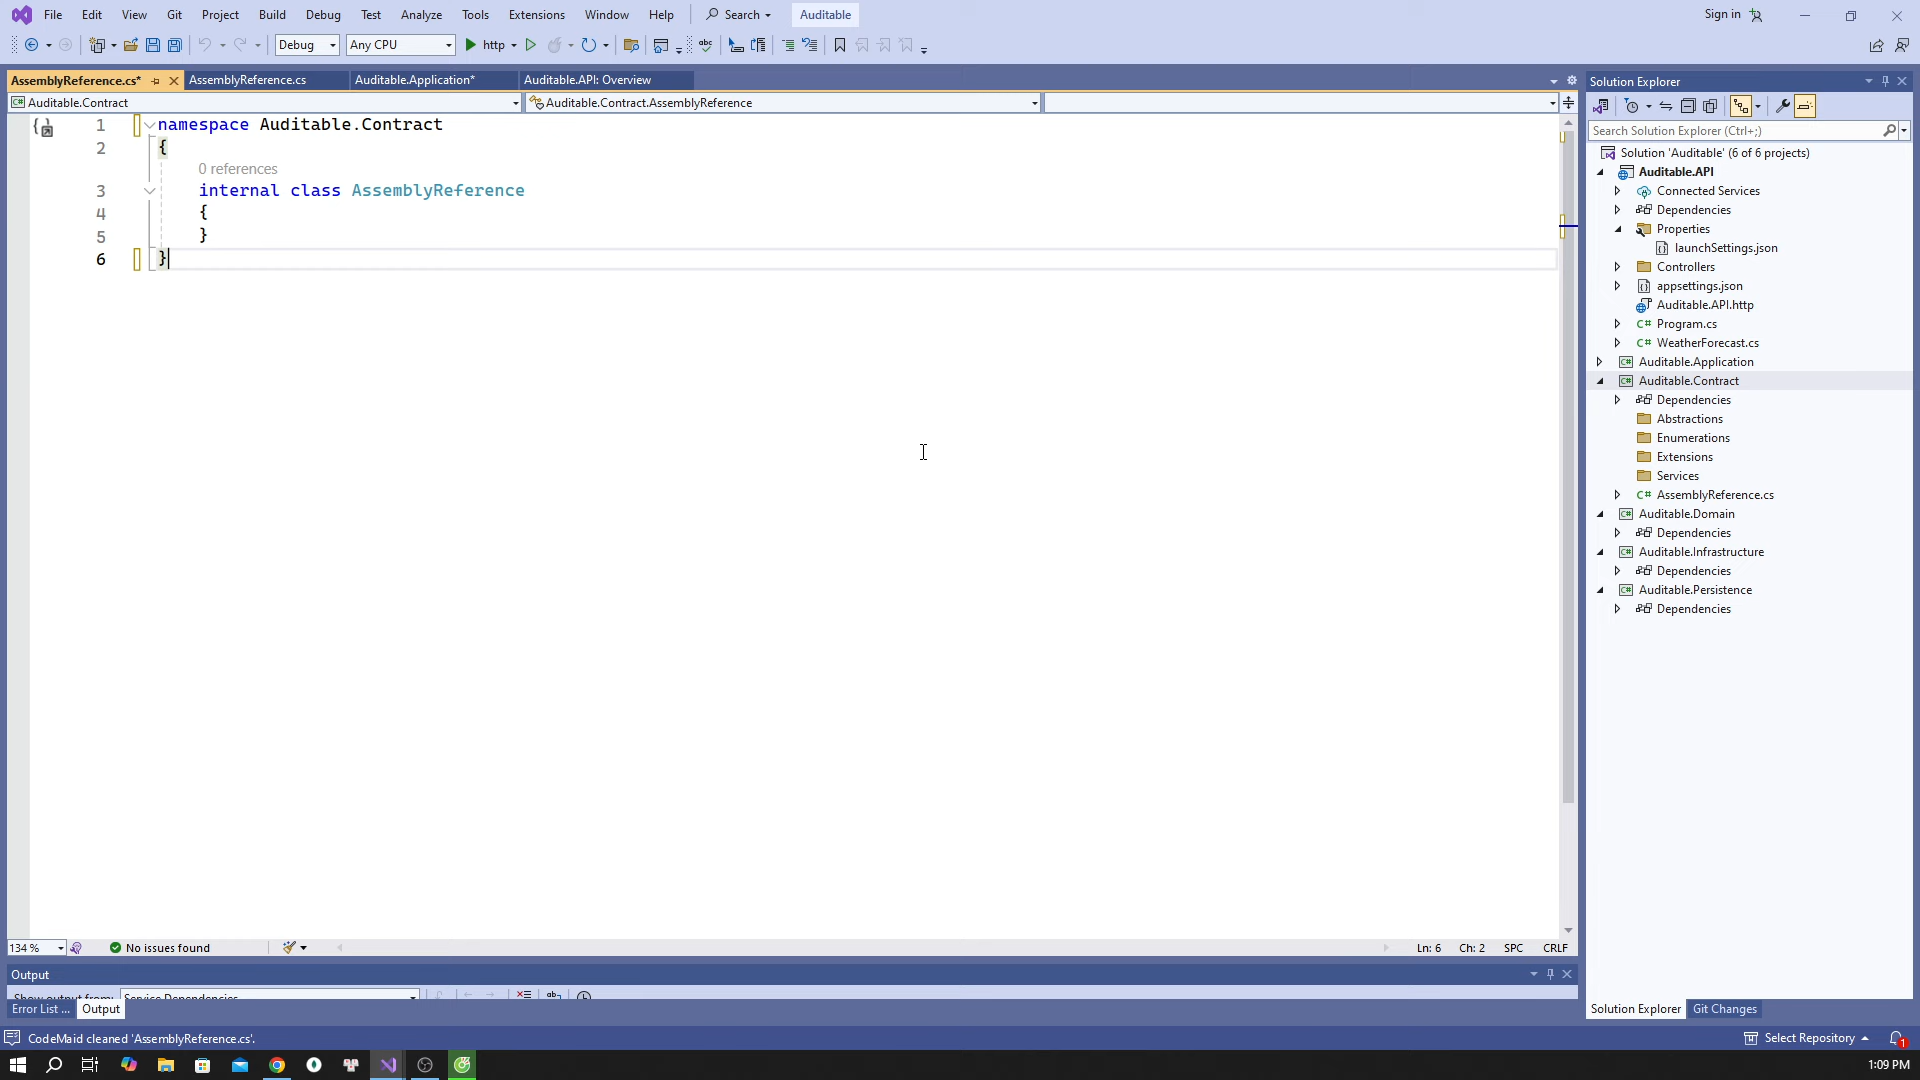 File Edit View Git Project Build Debug Test Analyze Tools Extensions Window Help Search Auditable Sign in
Debug Any CPU http
AssemblyReference.cs* AssemblyReference.cs Auditable.Application* Auditable.API: Overview
Auditable.Contract Auditable.Contract.AssemblyReference
1 namespace Auditable.Contract
2 {
0 references
3 internal class AssemblyReference
4 {
5 }
6 }
134 % No issues found Ln: 6 Ch: 2 SPC CRLF
Output
Show output from: Service Dependencies
Error List ... Output
CodeMaid cleaned 'AssemblyReference.cs'.
Solution Explorer
Search Solution Explorer (Ctrl+;)
Solution 'Auditable' (6 of 6 projects)
Auditable.API
Connected Services
Dependencies
Properties
launchSettings.json
Controllers
appsettings.json
Auditable.API.http
C# Program.cs
C# WeatherForecast.cs
C# Auditable.Application
C# Auditable.Contract
Dependencies
Abstractions
Enumerations
Extensions
Services
C# AssemblyReference.cs
C# Auditable.Domain
Dependencies
C# Auditable.Infrastructure
Dependencies
C# Auditable.Persistence
Dependencies
Solution Explorer Git Changes
Select Repository 1
1:09 PM